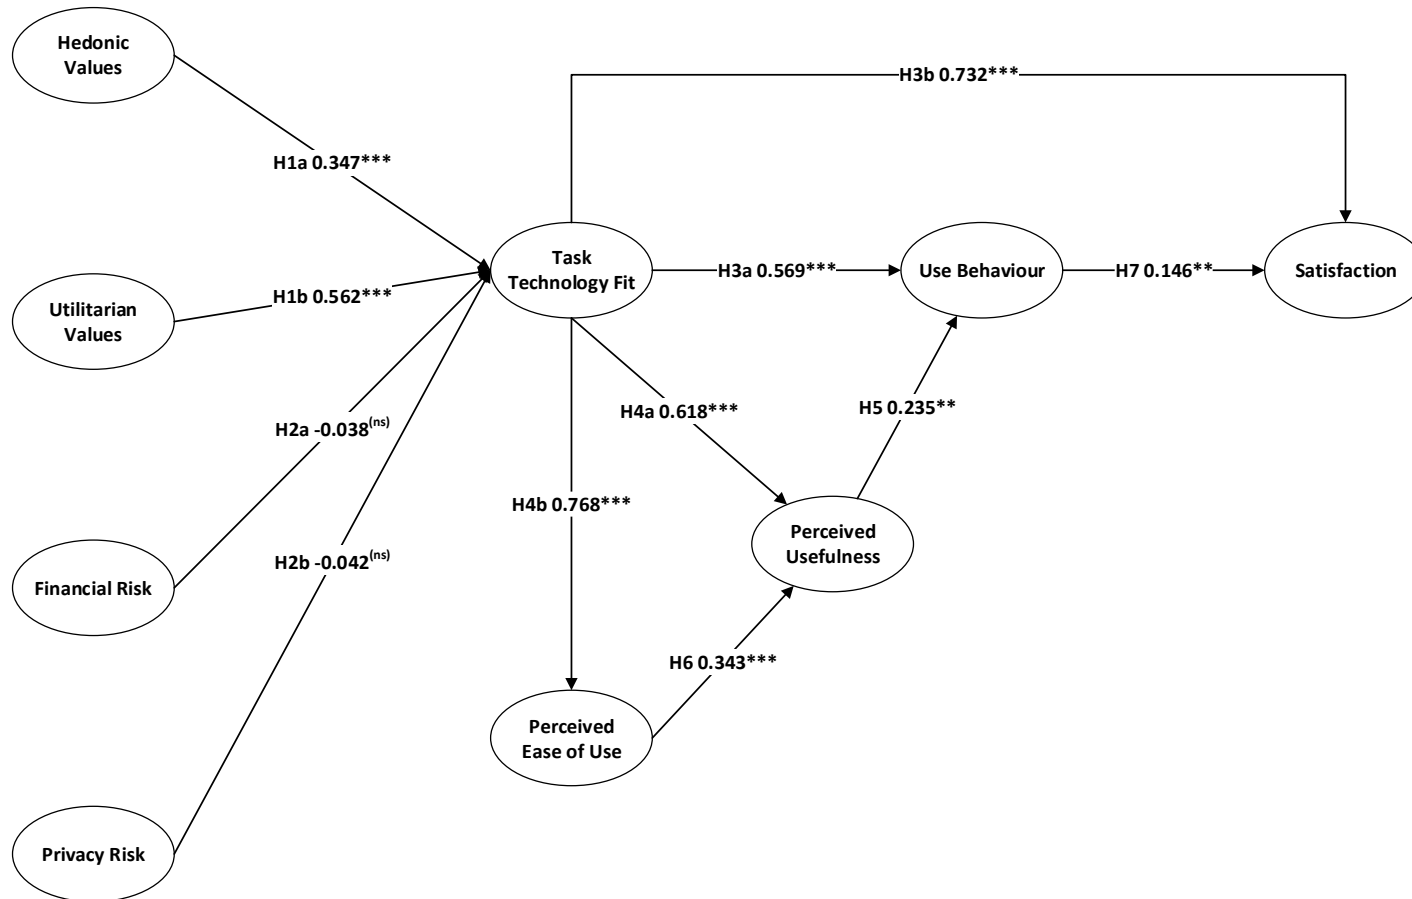 Hedonic
Values
H3b 0.732***
H1a 0.347***
Task
Technology Fit
H3a 0.569***
Use Behaviour
H7 0.146**
Satisfaction
H1b 0.562***
Utilitarian
Values
H4a 0.618***
H5 0.235**
H2a -0.038(ns)
H4b 0.768***
Perceived
Usefulness
H2b -0.042(ns)
Financial Risk
H6 0.343***
Perceived
Ease of Use
Privacy Risk